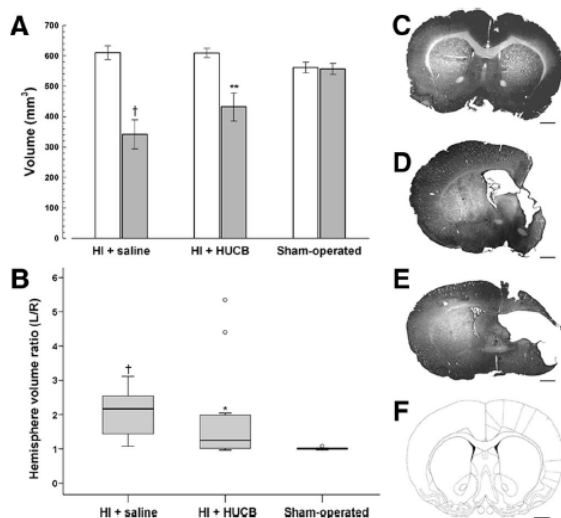 A
Volume (mm³)
700
600
500
400
300
200
100
0
†
**
HI + saline
HI + HUCB
Sham-operated
B
Hemisphere volume ratio (L/R)
6
5
4
3
2
1
0
†
*
HI + saline
HI + HUCB
Sham-operated
C
D
E
F